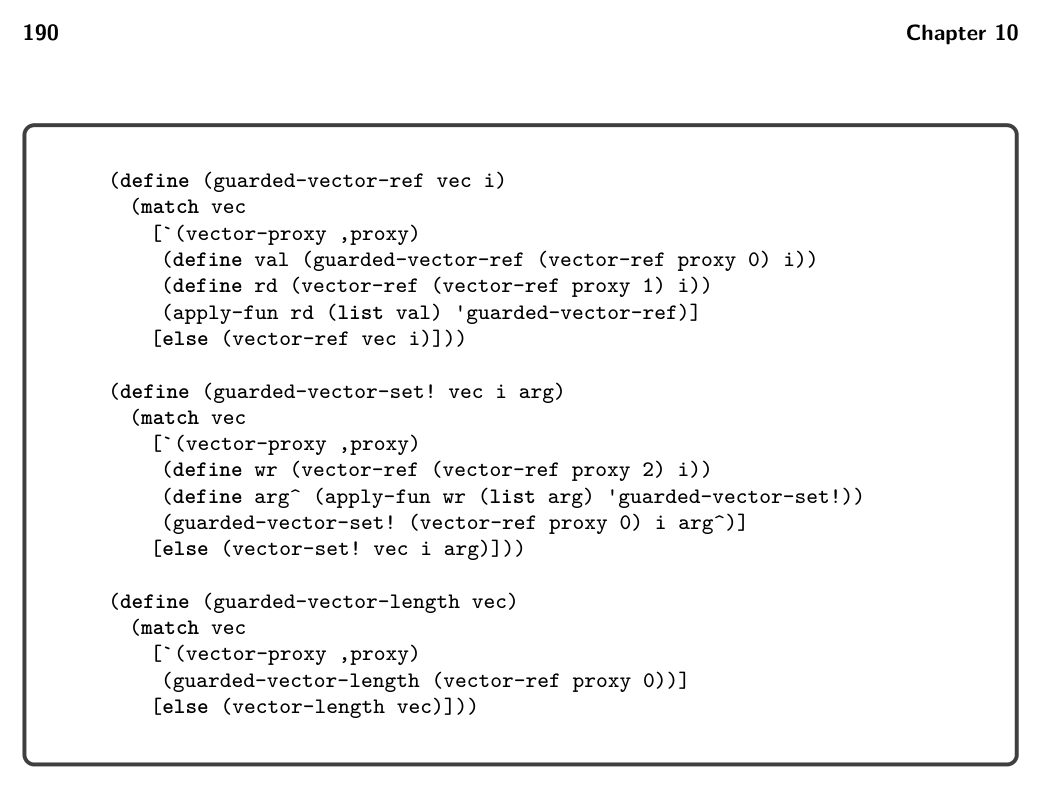 190 Chapter 10
(define (guarded-vector-ref vec i)
  (match vec
    [`(vector-proxy ,proxy)
     (define val (guarded-vector-ref (vector-ref proxy 0) i))
     (define rd (vector-ref (vector-ref proxy 1) i))
     (apply-fun rd (list val) 'guarded-vector-ref)]
    [else (vector-ref vec i)]))
(define (guarded-vector-set! vec i arg)
  (match vec
    [`(vector-proxy ,proxy)
     (define wr (vector-ref (vector-ref proxy 2) i))
     (define arg^ (apply-fun wr (list arg) 'guarded-vector-set!))
     (guarded-vector-set! (vector-ref proxy 0) i arg^)]
    [else (vector-set! vec i arg)]))
(define (guarded-vector-length vec)
  (match vec
    [`(vector-proxy ,proxy)
     (guarded-vector-length (vector-ref proxy 0))]
    [else (vector-length vec)]))